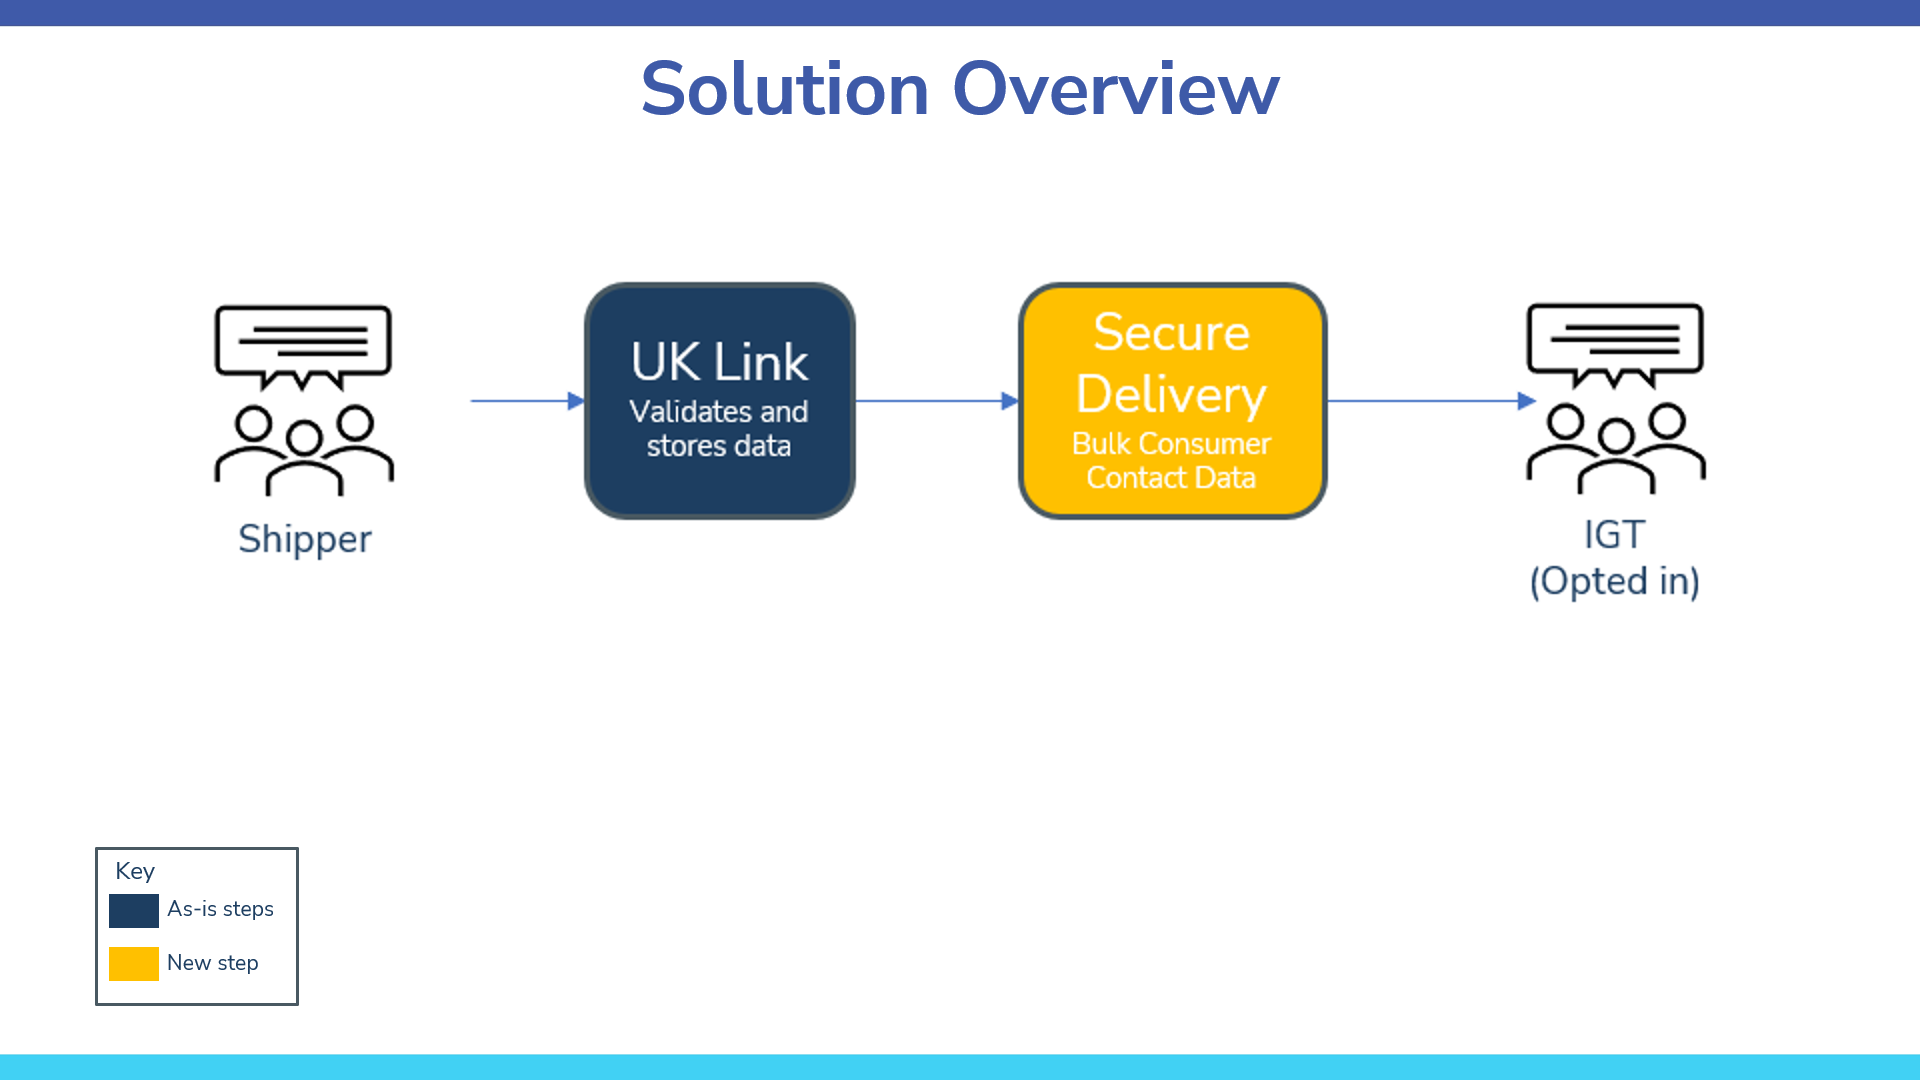 Solution Overview
Shipper
UK Link
Validates and
stores data
Secure
Delivery
Bulk Consumer
Contact Data
IGT
(Opted in)
Key
As-is steps
New step